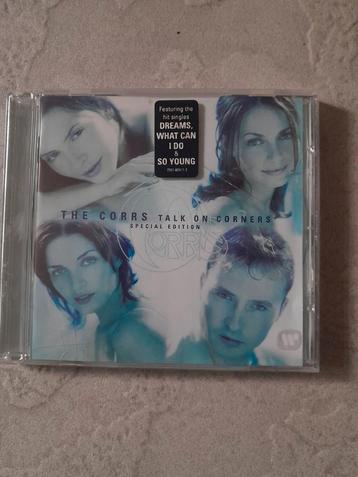 Featuring the
hit singles
DREAMS,
WHAT CAN
I DO
&
SO YOUNG
THE CORRS TALK ON CORNERS
SPECIAL EDITION
CORRS